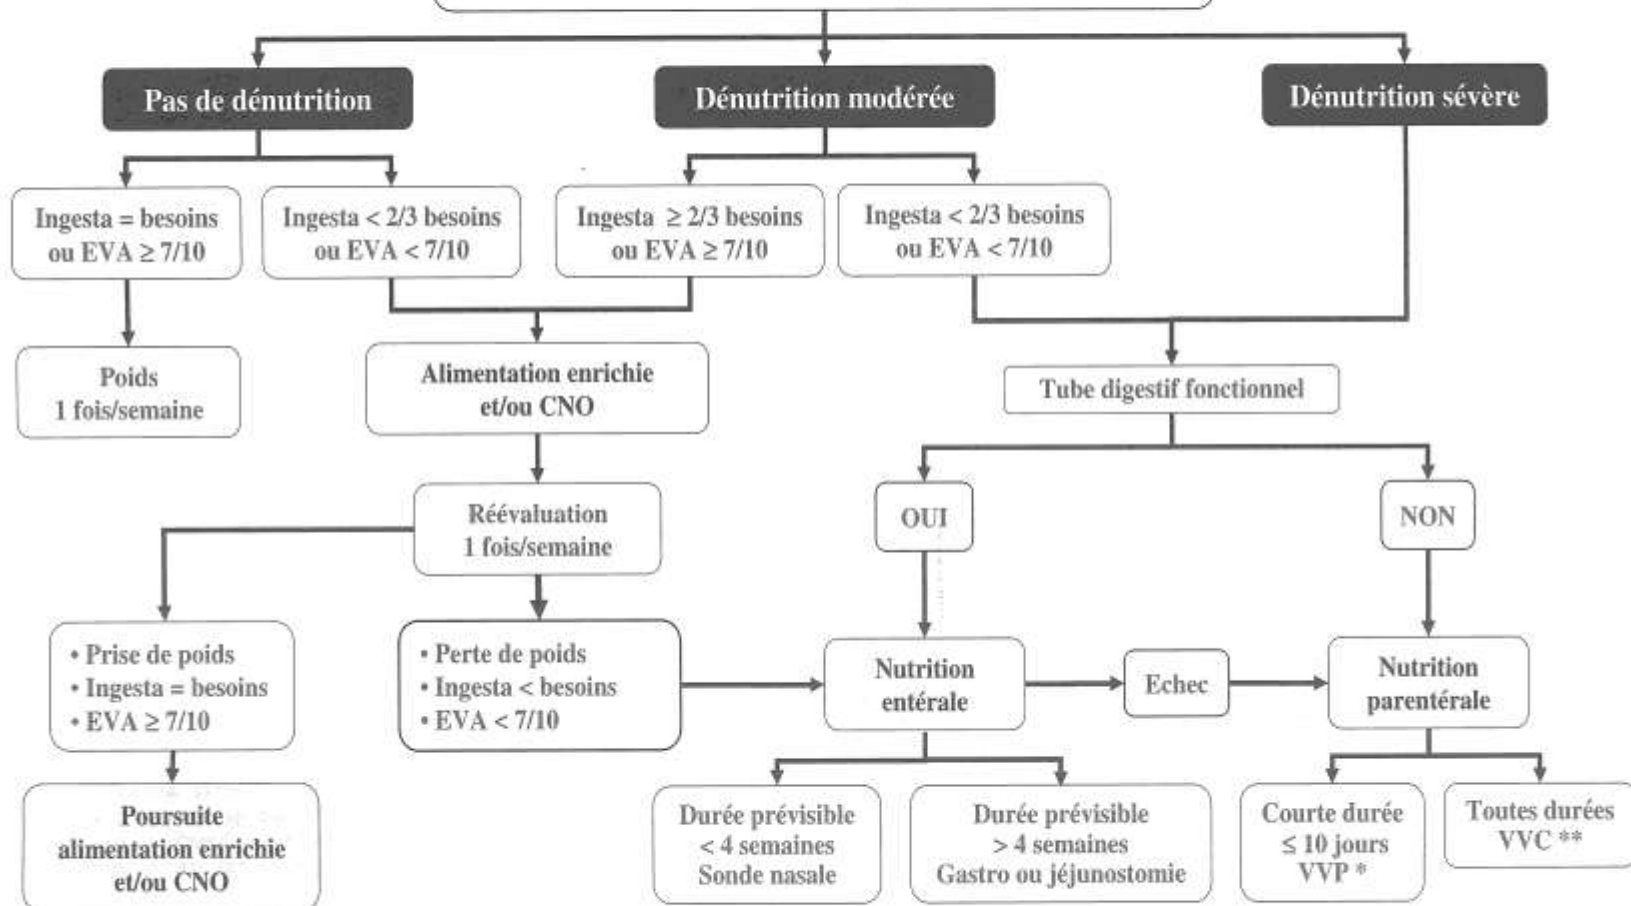 Pas de dénutrition
Dénutrition modérée
Dénutrition sévère
Ingesta = besoins
ou EVA ≥ 7/10
Ingesta < 2/3 besoins
ou EVA < 7/10
Ingesta ≥ 2/3 besoins
ou EVA ≥ 7/10
Ingesta < 2/3 besoins
ou EVA < 7/10
Poids
1 fois/semaine
Alimentation enrichie
et/ou CNO
Tube digestif fonctionnel
Réévaluation
1 fois/semaine
OUI
NON
• Prise de poids
• Ingesta = besoins
• EVA ≥ 7/10
• Perte de poids
• Ingesta < besoins
• EVA < 7/10
Nutrition
entérale
Echec
Nutrition
parentérale
Poursuite
alimentation enrichie
et/ou CNO
Durée prévisible
< 4 semaines
Sonde nasale
Durée prévisible
> 4 semaines
Gastro ou jéjunostomie
Courte durée
≤ 10 jours
VVP *
Toutes durées
VVC **